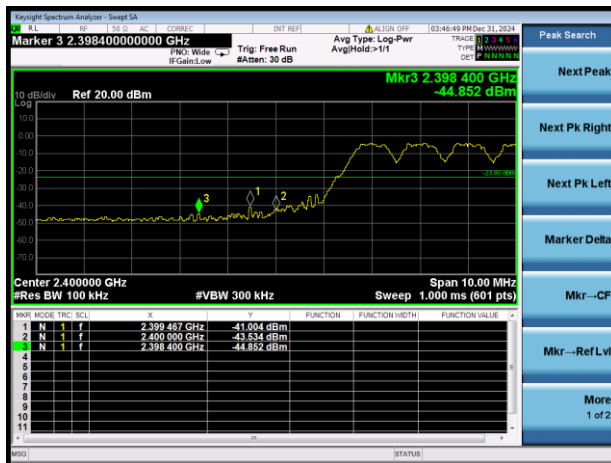 Keysight Spectrum Analyzer - Swept SA
RL RF 50 Ω AC CORREC INT REF ALIGN OFF 03:46:49 PM Dec 31, 2024
Marker 3 2.398400000000 GHz
PNO: Wide
IFGain:Low
Trig: Free Run
#Atten: 30 dB
Avg Type: Log-Pwr
Avg|Hold:>1/1
TRACE 1 2 3 4 5 6
TYPE M W W W W W
DET P N N N N N
Mkr3 2.398 400 GHz
-44.852 dBm
10 dB/div Ref 20.00 dBm
Log
10.0
0.00
-10.0
-20.0
-30.0
-40.0
-50.0
-60.0
-70.0
-23.80 dBm
3
1
2
Center 2.400000 GHz Span 10.00 MHz
#Res BW 100 kHz #VBW 300 kHz Sweep 1.000 ms (601 pts)
MKR MODE TRC SCL X Y FUNCTION FUNCTION WIDTH FUNCTION VALUE
1 N 1 f 2.399 467 GHz -41.004 dBm
2 N 1 f 2.400 000 GHz -43.534 dBm
3 N 1 f 2.398 400 GHz -44.852 dBm
4
5
6
7
8
9
10
11
MSG STATUS
Peak Search
Next Peak
Next Pk Right
Next Pk Left
Marker Delta
Mkr→CF
Mkr→Ref Lvl
More
1 of 2